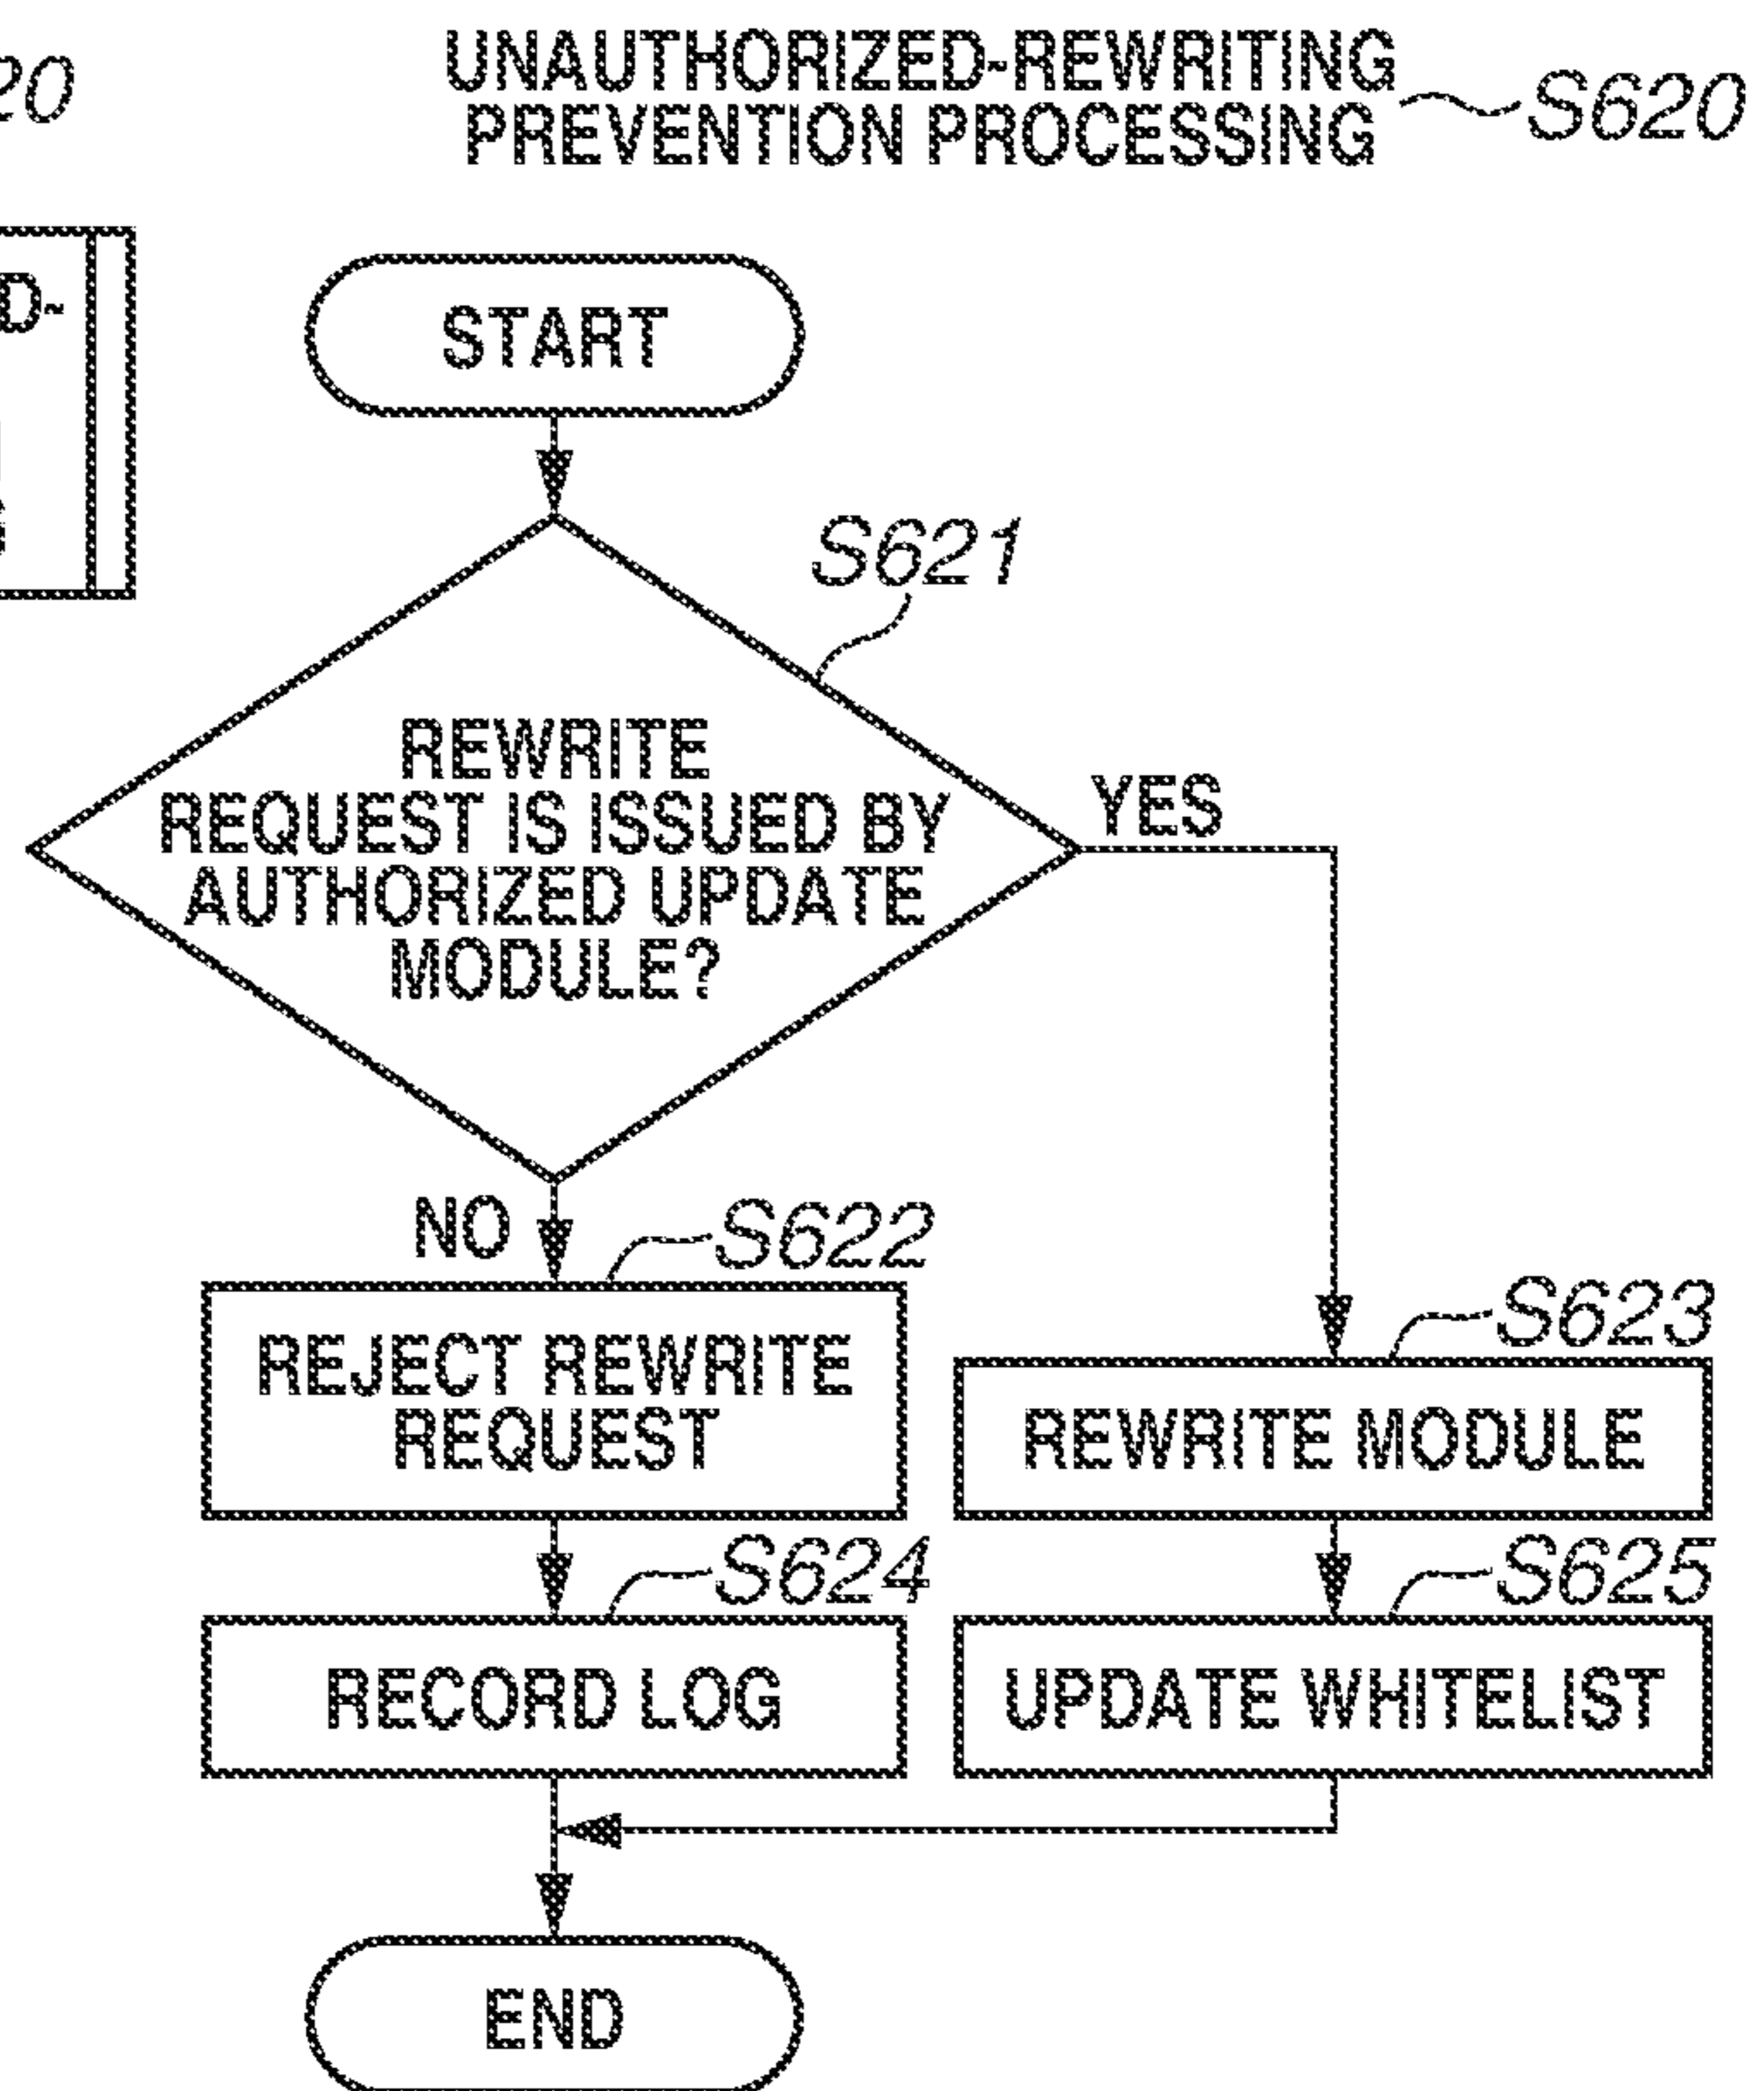 20
UNAUTHORIZED-REWRITING
PREVENTION PROCESSING
S620
D-
START
S621
REWRITE
REQUEST IS ISSUED BY
AUTHORIZED UPDATE
MODULE?
YES
NO
S622
REJECT REWRITE
REQUEST
S623
REWRITE MODULE
S624
RECORD LOG
S625
UPDATE WHITELIST
END